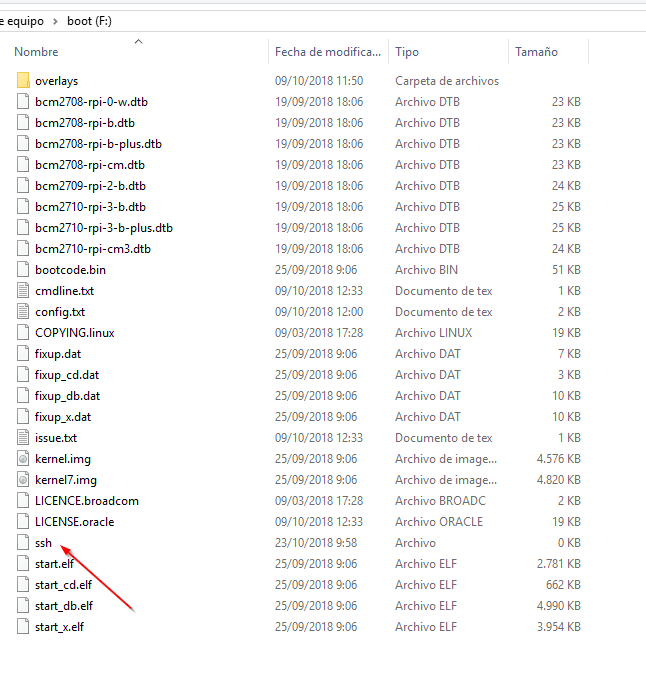 e equipo > boot (F:)
Nombre Fecha de modifica... Tipo Tamaño
overlays 09/10/2018 11:50 Carpeta de archivos
bcm2708-rpi-0-w.dtb 19/09/2018 18:06 Archivo DTB 23 KB
bcm2708-rpi-b.dtb 19/09/2018 18:06 Archivo DTB 23 KB
bcm2708-rpi-b-plus.dtb 19/09/2018 18:06 Archivo DTB 23 KB
bcm2708-rpi-cm.dtb 19/09/2018 18:06 Archivo DTB 23 KB
bcm2709-rpi-2-b.dtb 19/09/2018 18:06 Archivo DTB 24 KB
bcm2710-rpi-3-b.dtb 19/09/2018 18:06 Archivo DTB 25 KB
bcm2710-rpi-3-b-plus.dtb 19/09/2018 18:06 Archivo DTB 25 KB
bcm2710-rpi-cm3.dtb 19/09/2018 18:06 Archivo DTB 24 KB
bootcode.bin 25/09/2018 9:06 Archivo BIN 51 KB
cmdline.txt 09/10/2018 12:33 Documento de tex 1 KB
config.txt 09/10/2018 12:00 Documento de tex 2 KB
COPYING.linux 09/03/2018 17:28 Archivo LINUX 19 KB
fixup.dat 25/09/2018 9:06 Archivo DAT 7 KB
fixup_cd.dat 25/09/2018 9:06 Archivo DAT 3 KB
fixup_db.dat 25/09/2018 9:06 Archivo DAT 10 KB
fixup_x.dat 25/09/2018 9:06 Archivo DAT 10 KB
issue.txt 09/10/2018 12:33 Documento de tex 1 KB
kernel.img 25/09/2018 9:06 Archivo de image... 4.576 KB
kernel7.img 25/09/2018 9:06 Archivo de image... 4.820 KB
LICENCE.broadcom 09/03/2018 17:28 Archivo BROADC 2 KB
LICENSE.oracle 09/10/2018 12:33 Archivo ORACLE 19 KB
ssh 23/10/2018 9:58 Archivo 0 KB
start.elf 25/09/2018 9:06 Archivo ELF 2.781 KB
start_cd.elf 25/09/2018 9:06 Archivo ELF 662 KB
start_db.elf 25/09/2018 9:06 Archivo ELF 4.990 KB
start_x.elf 25/09/2018 9:06 Archivo ELF 3.954 KB